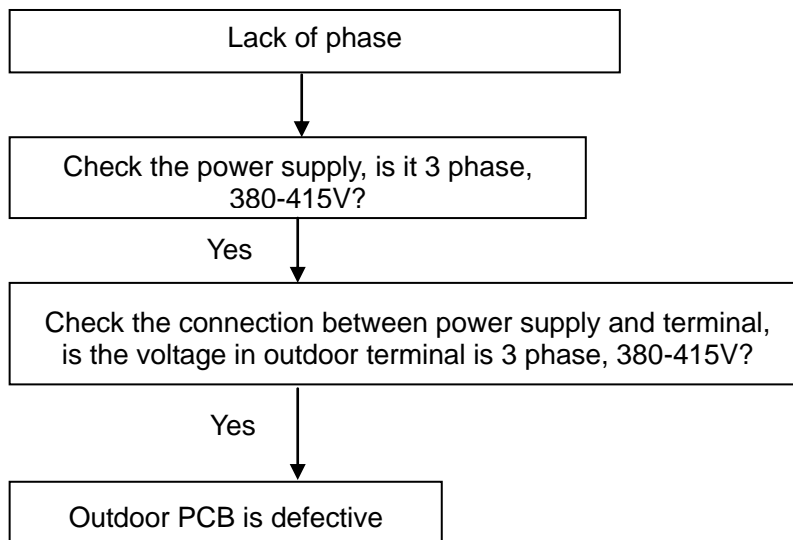 Lack of phase
Check the power supply, is it 3 phase,
380-415V?
Yes
Check the connection between power supply and terminal,
is the voltage in outdoor terminal is 3 phase, 380-415V?
Yes
Outdoor PCB is defective